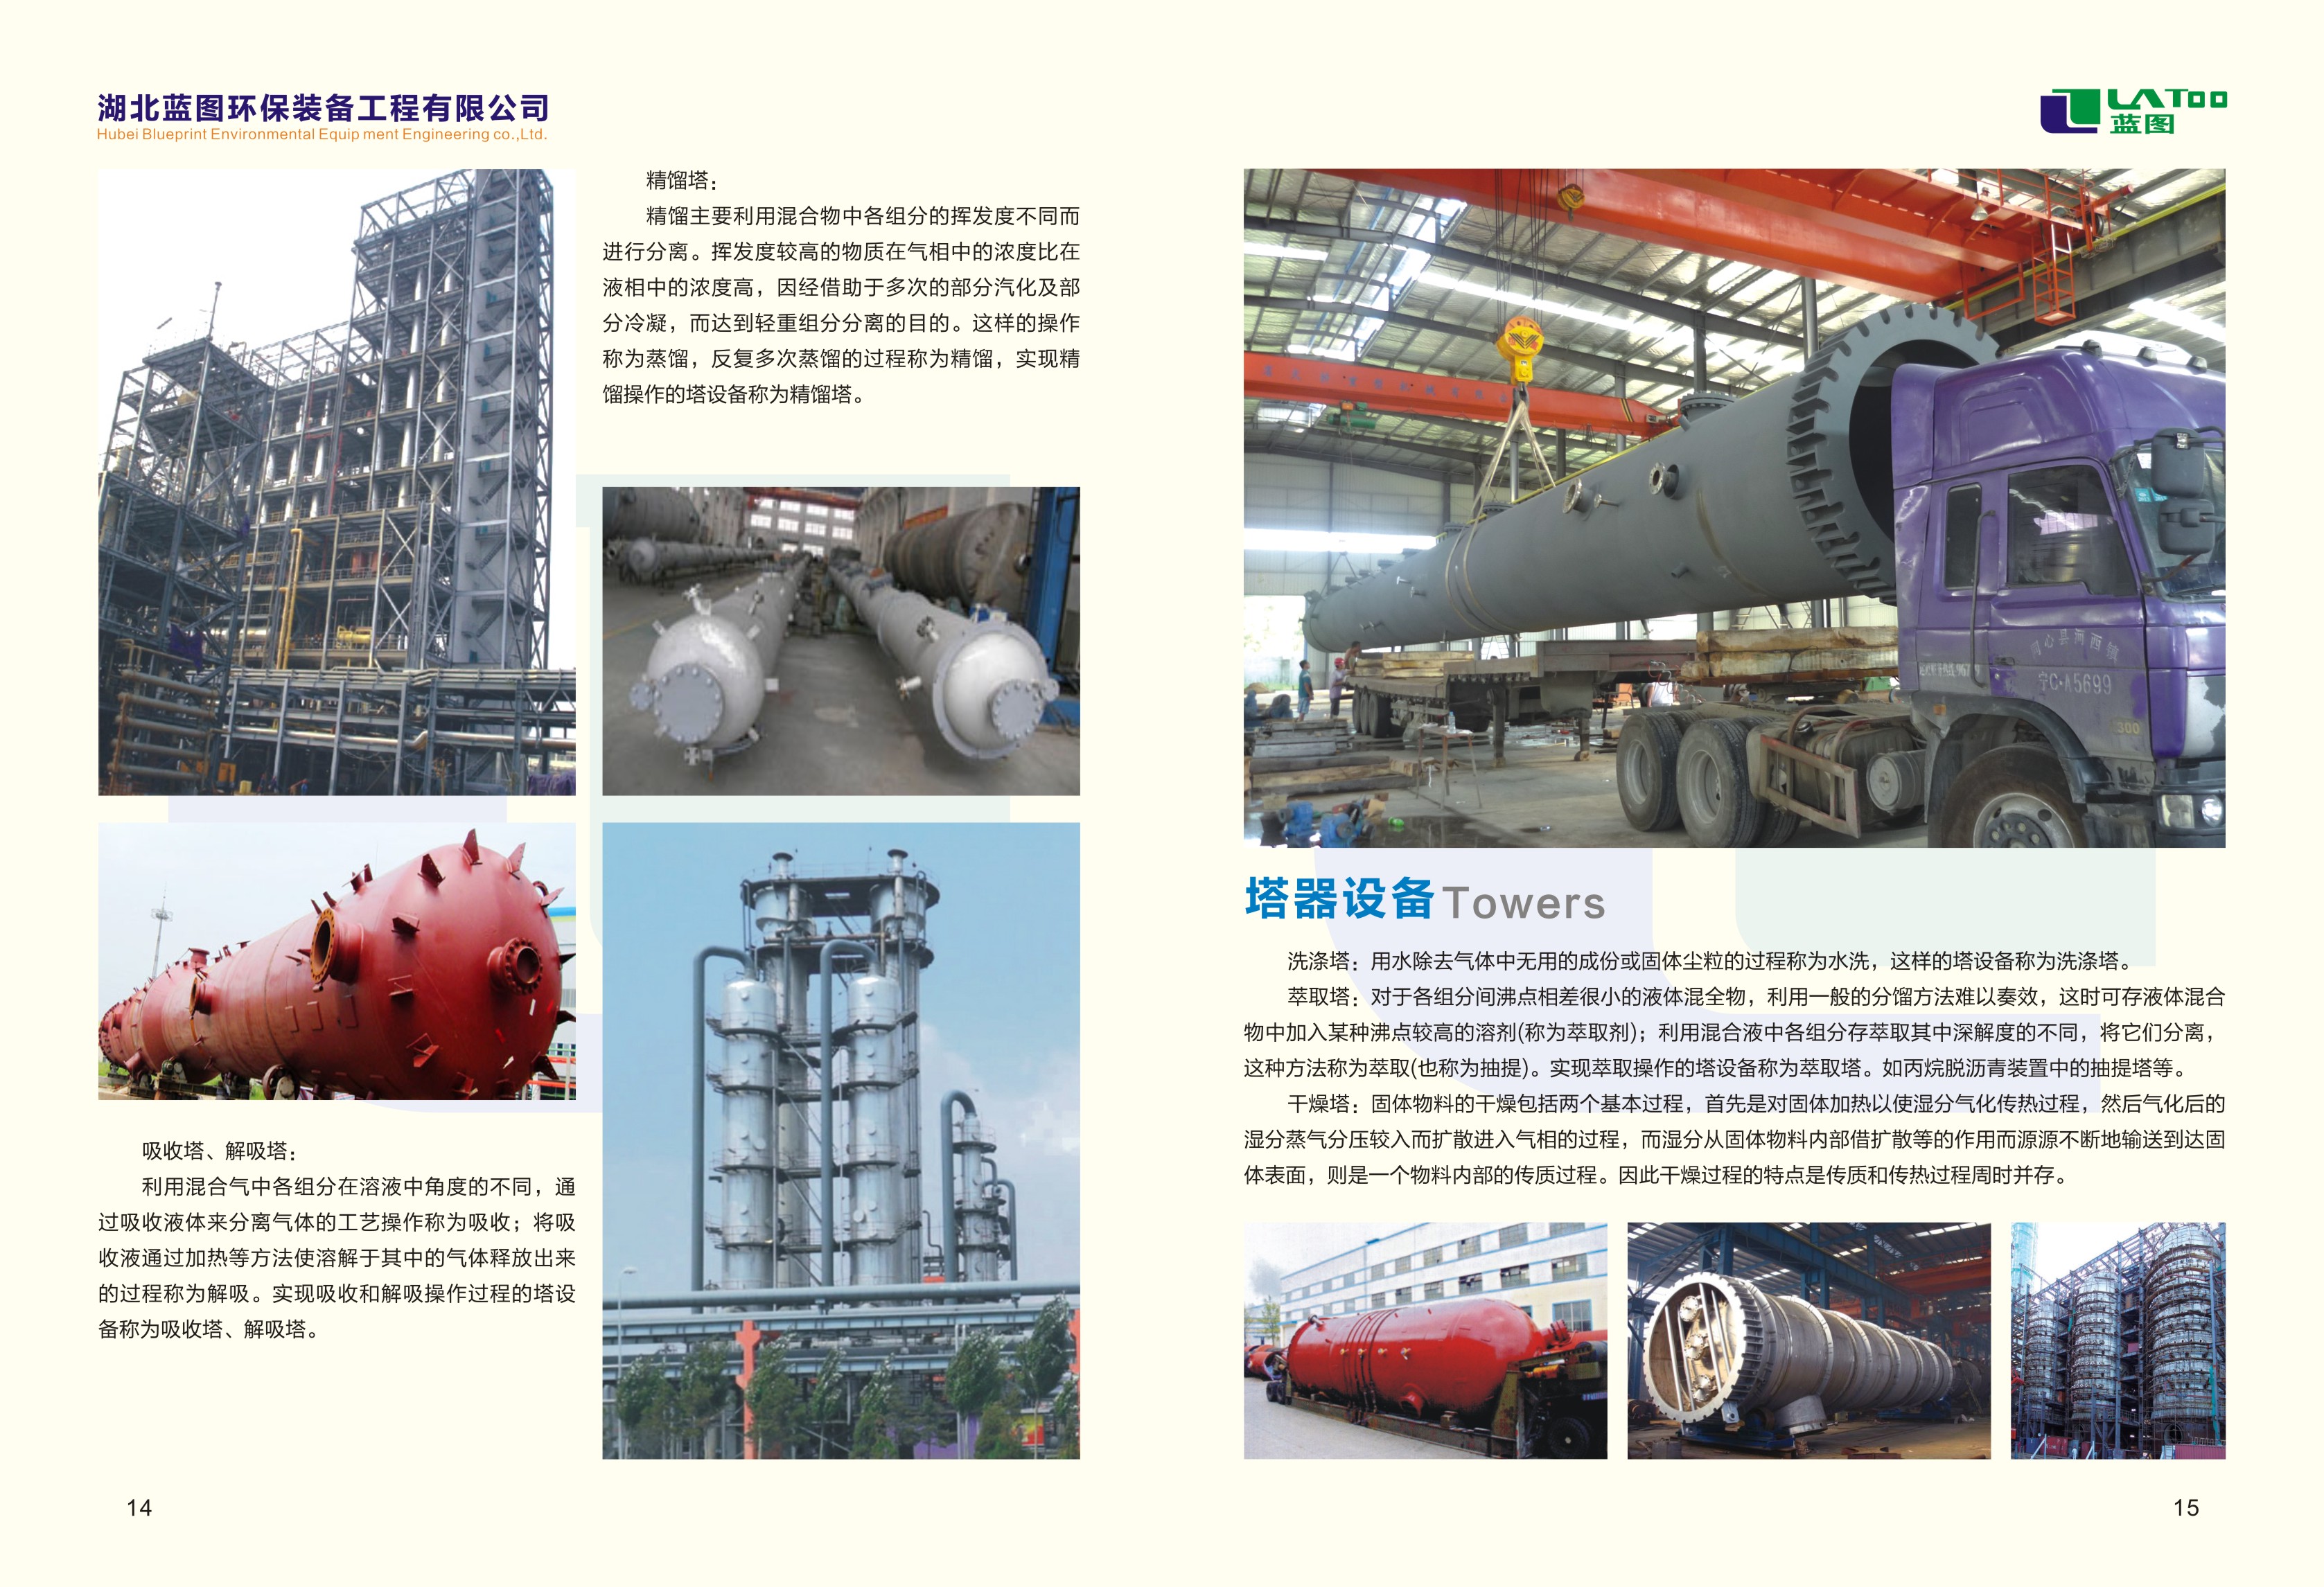 湖北蓝图环保装备工程有限公司
Hubei Blueprint Environmental Equip ment Engineering co.,Ltd.
精馏塔：
精馏主要利用混合物中各组分的挥发度不同而
进行分离。挥发度较高的物质在气相中的浓度比在
液相中的浓度高，因经借助于多次的部分汽化及部
分冷凝，而达到轻重组分分离的目的。这样的操作
称为蒸馏，反复多次蒸馏的过程称为精馏，实现精
馏操作的塔设备称为精馏塔。
吸收塔、解吸塔：
利用混合气中各组分在溶液中角度的不同，通
过吸收液体来分离气体的工艺操作称为吸收；将吸
收液通过加热等方法使溶解于其中的气体释放出来
的过程称为解吸。实现吸收和解吸操作过程的塔设
备称为吸收塔、解吸塔。
14
LATOO
蓝图
同心县河西镇
宁C·A5699
300
塔器设备Towers
洗涤塔：用水除去气体中无用的成份或固体尘粒的过程称为水洗，这样的塔设备称为洗涤塔。
萃取塔：对于各组分间沸点相差很小的液体混全物，利用一般的分馏方法难以奏效，这时可存液体混合
物中加入某种沸点较高的溶剂(称为萃取剂)；利用混合液中各组分存萃取其中深解度的不同，将它们分离，
这种方法称为萃取(也称为抽提)。实现萃取操作的塔设备称为萃取塔。如丙烷脱沥青装置中的抽提塔等。
干燥塔：固体物料的干燥包括两个基本过程，首先是对固体加热以使湿分气化传热过程，然后气化后的
湿分蒸气分压较入而扩散进入气相的过程，而湿分从固体物料内部借扩散等的作用而源源不断地输送到达固
体表面，则是一个物料内部的传质过程。因此干燥过程的特点是传质和传热过程周时并存。
15